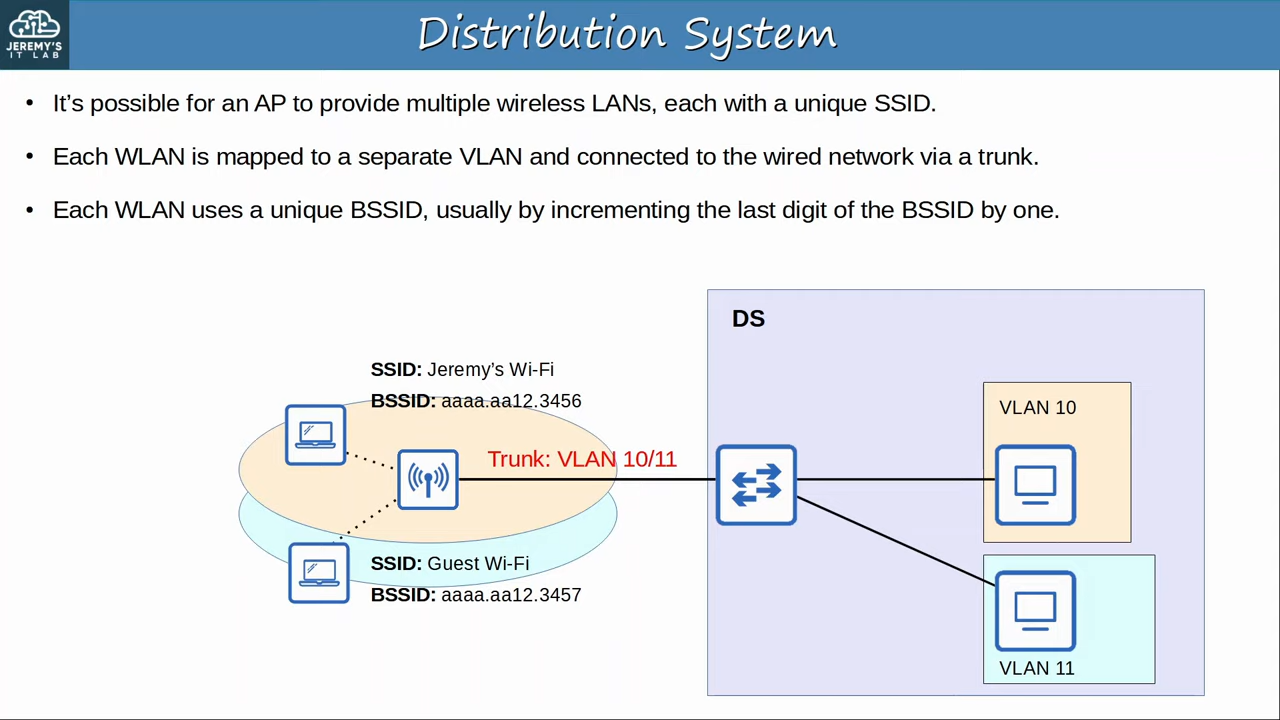 JEREMY'S
IT LAB
Distribution System
• It's possible for an AP to provide multiple wireless LANs, each with a unique SSID.
• Each WLAN is mapped to a separate VLAN and connected to the wired network via a trunk.
• Each WLAN uses a unique BSSID, usually by incrementing the last digit of the BSSID by one.
DS
SSID: Jeremy's Wi-Fi
BSSID: aaaa.aa12.3456
VLAN 10
Trunk: VLAN 10/11
SSID: Guest Wi-Fi
BSSID: aaaa.aa12.3457
VLAN 11